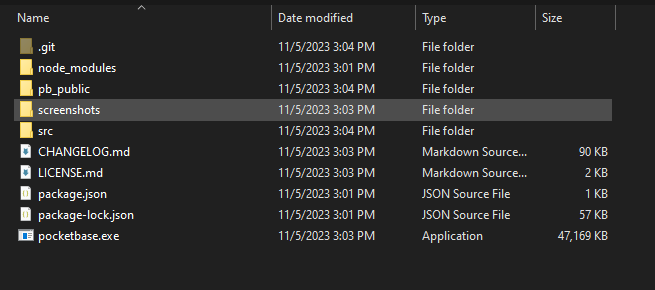 Name Date modified Type Size
.git 11/5/2023 3:04 PM File folder
node_modules 11/5/2023 3:01 PM File folder
pb_public 11/5/2023 3:04 PM File folder
screenshots 11/5/2023 3:03 PM File folder
src 11/5/2023 3:04 PM File folder
CHANGELOG.md 11/5/2023 3:03 PM Markdown Source... 90 KB
LICENSE.md 11/5/2023 3:03 PM Markdown Source... 2 KB
package.json 11/5/2023 3:01 PM JSON Source File 1 KB
package-lock.json 11/5/2023 3:01 PM JSON Source File 57 KB
pocketbase.exe 11/5/2023 3:03 PM Application 47,169 KB